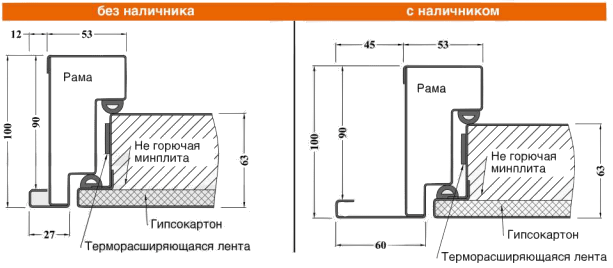 без наличника
12
53
Рама
100
90
63
Не горючая
минплита
27
Гипсокартон
Терморасширяющаяся лента
с наличником
45
53
Рама
100
90
63
Не горючая
минплита
60
Гипсокартон
Терморасширяющаяся лента